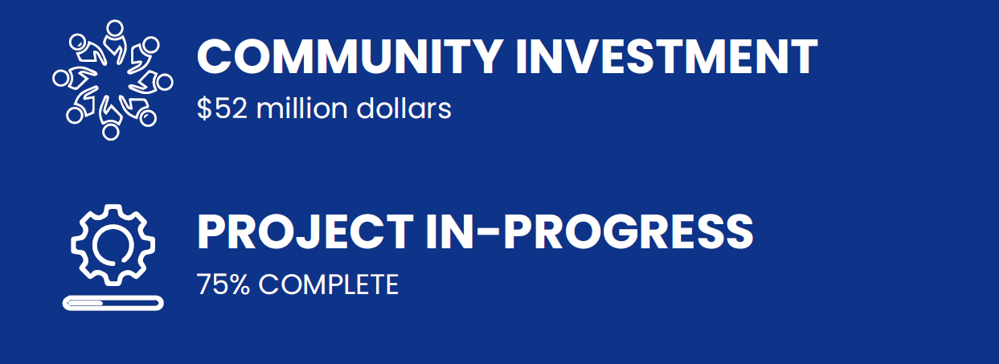 COMMUNITY INVESTMENT
$52 million dollars
PROJECT IN-PROGRESS
75% COMPLETE